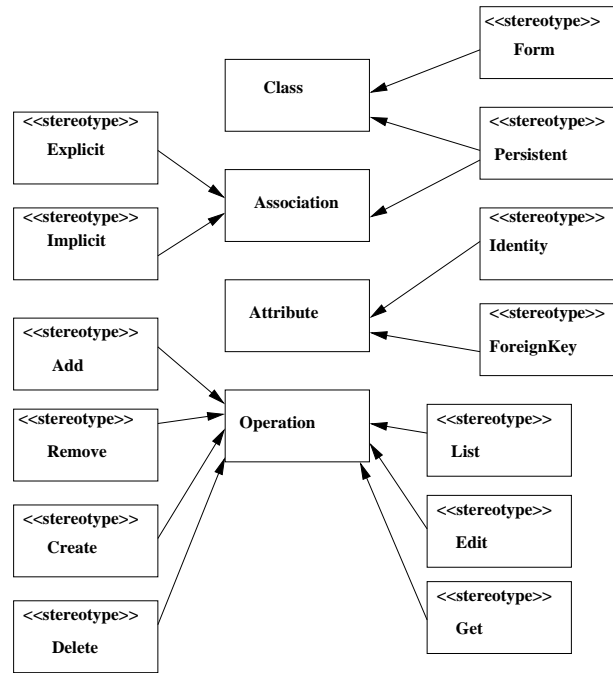 <<stereotype>>
Form
Class
<<stereotype>>
Explicit
<<stereotype>>
Persistent
Association
<<stereotype>>
Implicit
<<stereotype>>
Identity
Attribute
<<stereotype>>
ForeignKey
<<stereotype>>
Add
Operation
<<stereotype>>
Remove
<<stereotype>>
List
<<stereotype>>
Create
<<stereotype>>
Edit
<<stereotype>>
Get
<<stereotype>>
Delete